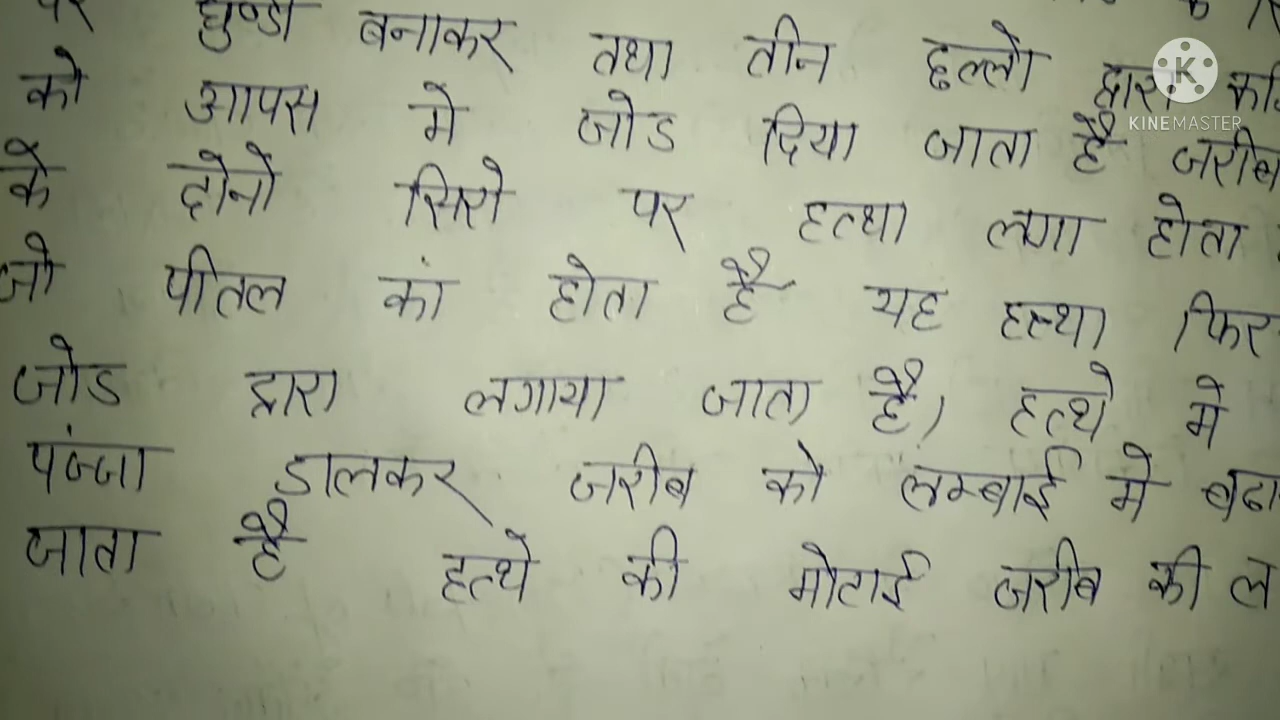 पर घुण्डी बनाकर तथा तीन छल्लो द्वारा
को आपस मे जोड दिया जाता है जरीब
के दोनो सिरो पर हत्था लगा होता
जो पीतल का होता है यह हत्था फिर
जोड द्वारा लगाया जाता है। हत्थे मे
पंज्जा डालकर जरीब को लम्बाई मे बढा
जाता है हत्थे की मोटाई जरीब की ल
KINEMASTER